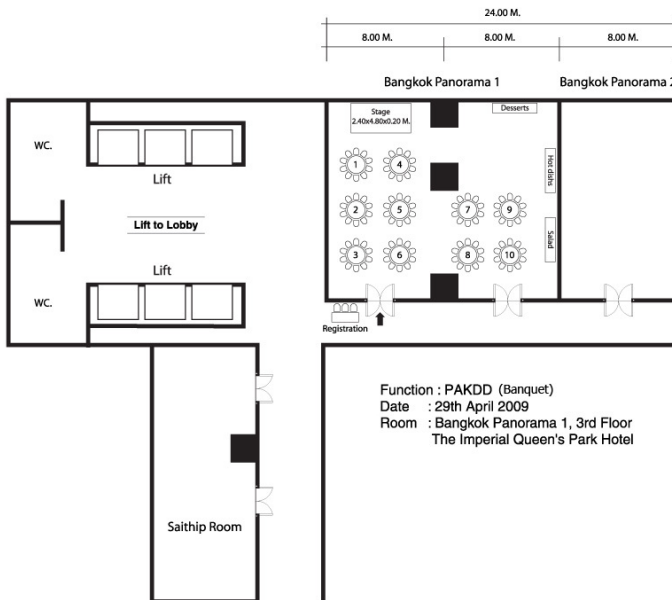 24.00 M.
8.00 M. 8.00 M. 8.00 M.
Bangkok Panorama 1 Bangkok Panorama 2
Stage
2.40x4.80x0.20 M.
Desserts
WC.
Lift
1 4
Hot dishs
Lift to Lobby
2 5 7 9
Salad
3 6 8 10
Lift
WC.
Registration
Function : PAKDD (Banquet)
Date : 29th April 2009
Room : Bangkok Panorama 1, 3rd Floor
The Imperial Queen's Park Hotel
Saithip Room